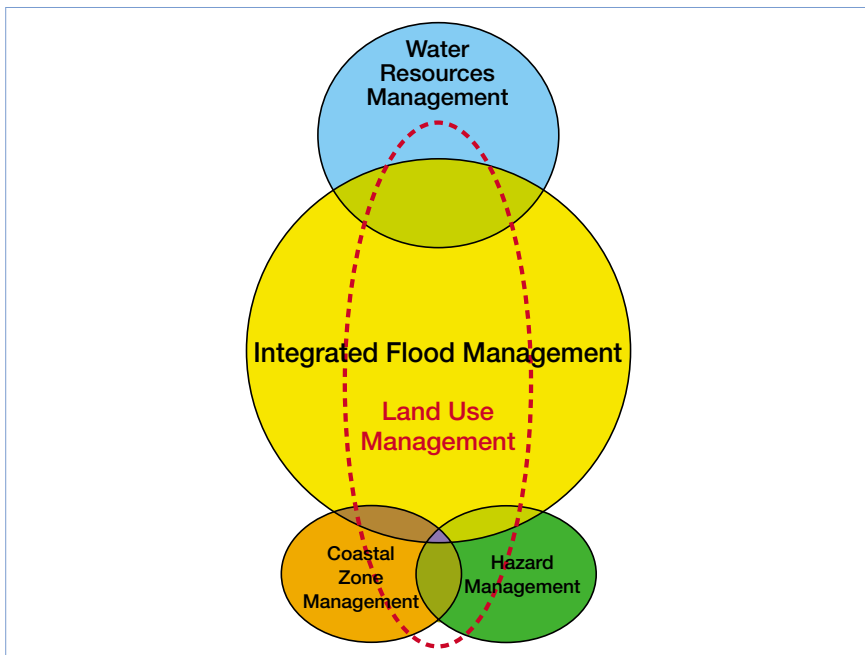 Water
Resources
Management
Integrated Flood Management
Land Use
Management
Coastal
Zone
Management
Hazard
Management